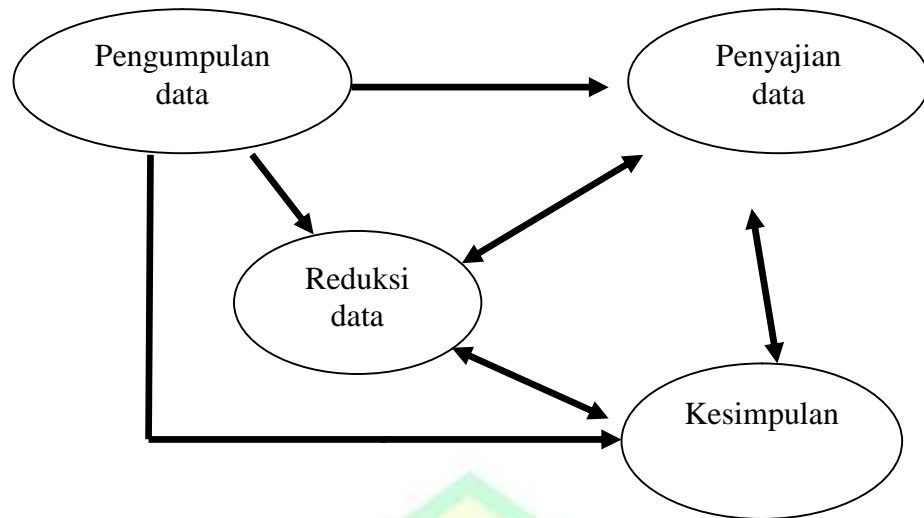 Pengumpulan
data
Penyajian
data
Reduksi
data
Kesimpulan